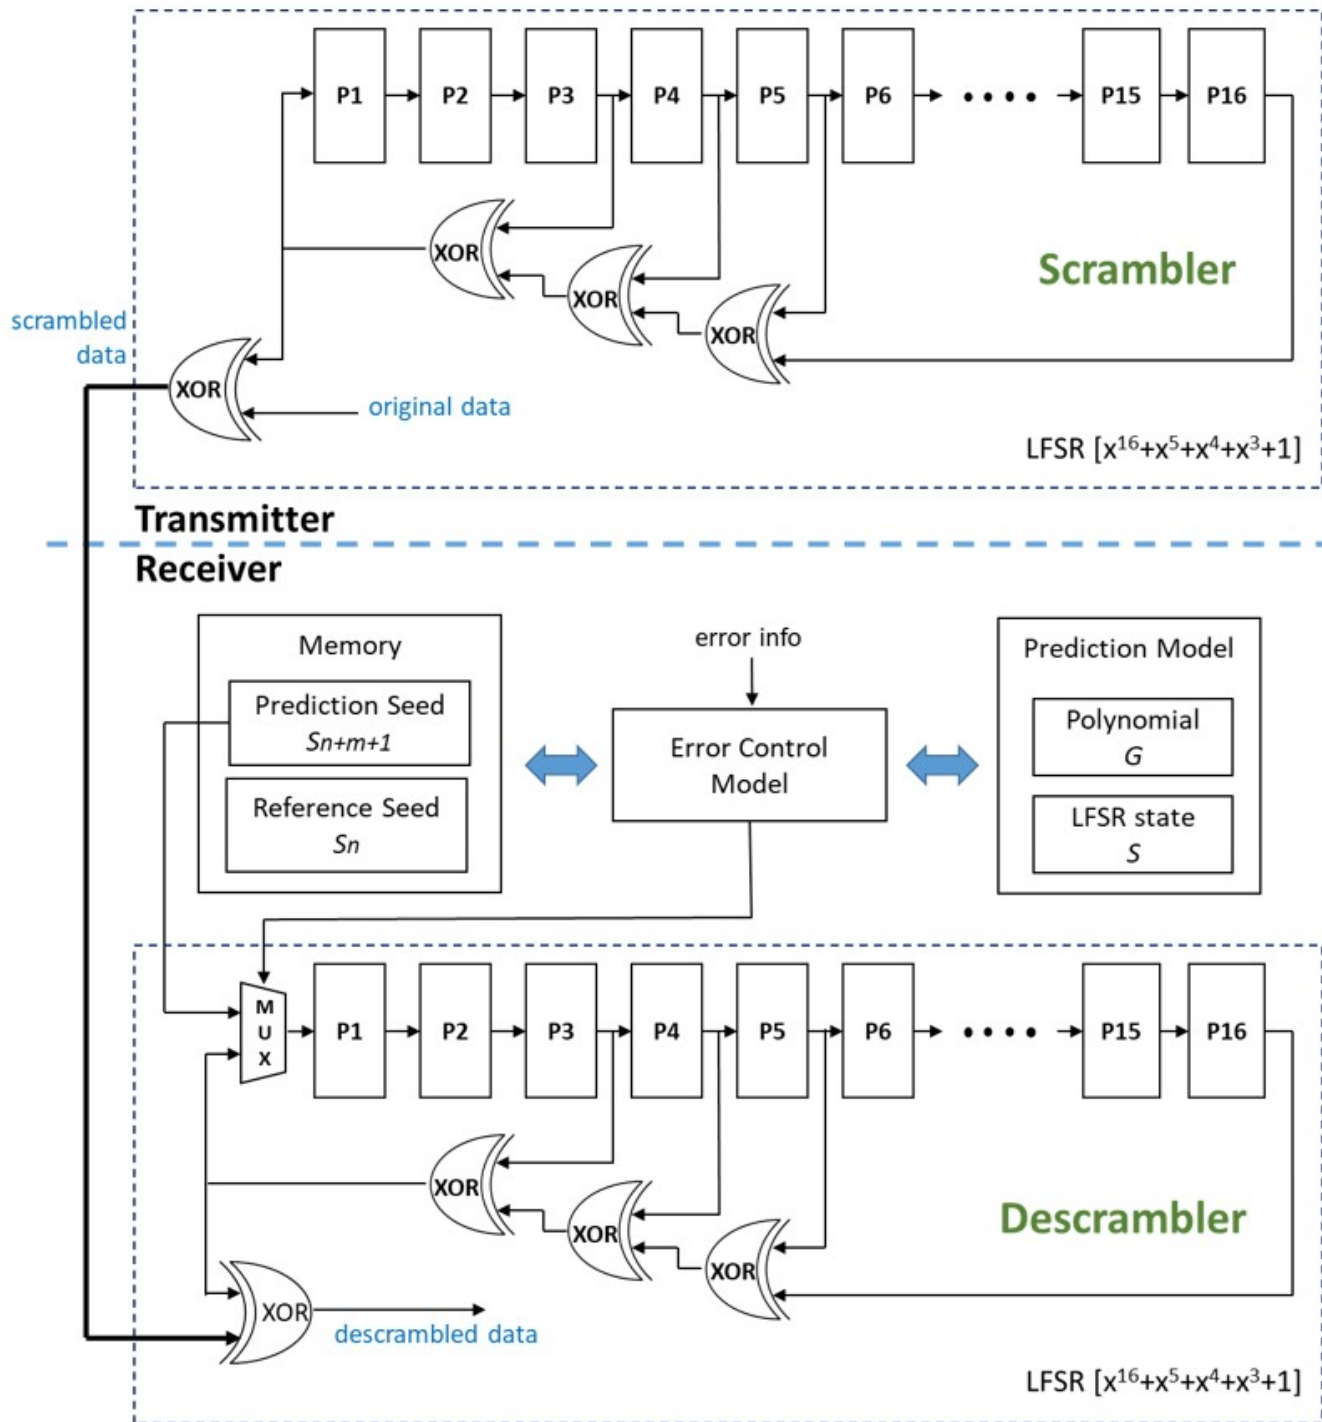 P1 P2 P3 P4 P5 P6 • • • • P15 P16
XOR
XOR
XOR
Scrambler
scrambled
data
XOR
original data
LFSR [x¹⁶+x⁵+x⁴+x³+1]
Transmitter
Receiver
Memory
Prediction Seed
Sn+m+1
Reference Seed
Sn
error info
Error Control
Model
Prediction Model
Polynomial
G
LFSR state
S
M
U
X
P1 P2 P3 P4 P5 P6 • • • • P15 P16
XOR
XOR
XOR
Descrambler
XOR
descrambled data
LFSR [x¹⁶+x⁵+x⁴+x³+1]